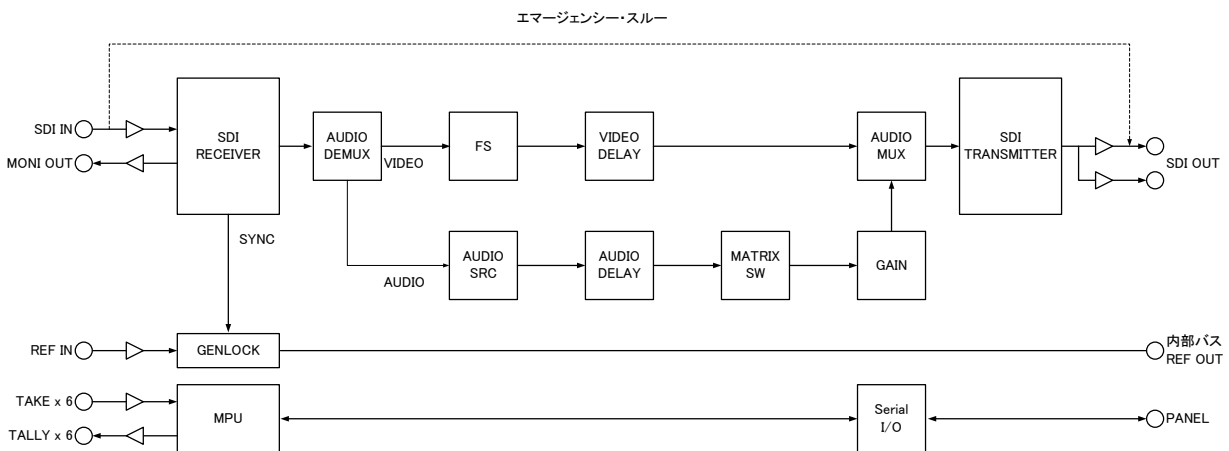 エマージェンシー・スルー
SDI IN
MONI OUT
SDI
RECEIVER
AUDIO
DEMUX
VIDEO
FS
VIDEO
DELAY
AUDIO
MUX
SDI
TRANSMITTER
SDI OUT
SYNC
AUDIO
AUDIO
SRC
AUDIO
DELAY
MATRIX
SW
GAIN
REF IN
GENLOCK
内部バス
REF OUT
TAKE x 6
TALLY x 6
MPU
Serial
I/O
PANEL